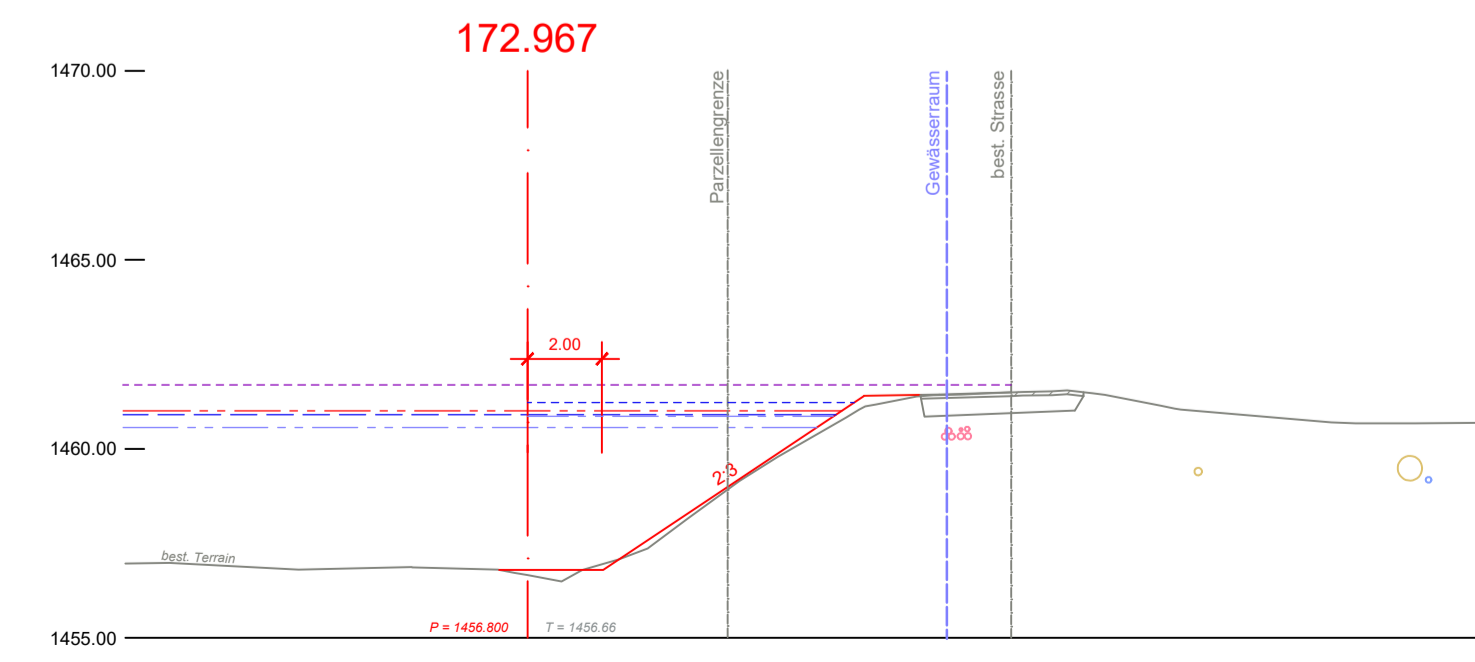 172.967
1470.00
Parzellengrenze
Gewässerraum
best. Strasse
1465.00
2.00
1460.00
2:3
best. Terrain
P = 1456.800
T = 1456.66
1455.00